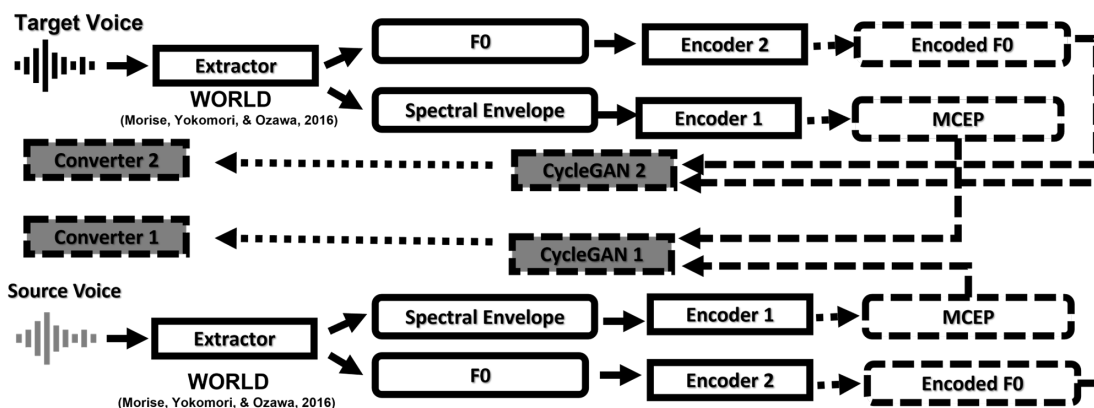 Target Voice
F0
Encoder 2
Encoded F0
Extractor
WORLD
(Morise, Yokomori, & Ozawa, 2016)
Spectral Envelope
Encoder 1
MCEP
Converter 2
CycleGAN 2
Converter 1
CycleGAN 1
Source Voice
Spectral Envelope
Encoder 1
MCEP
Extractor
WORLD
(Morise, Yokomori, & Ozawa, 2016)
F0
Encoder 2
Encoded F0